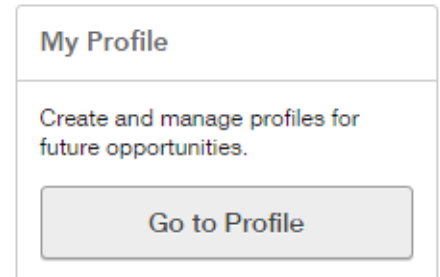 My Profile
Create and manage profiles for
future opportunities.
Go to Profile